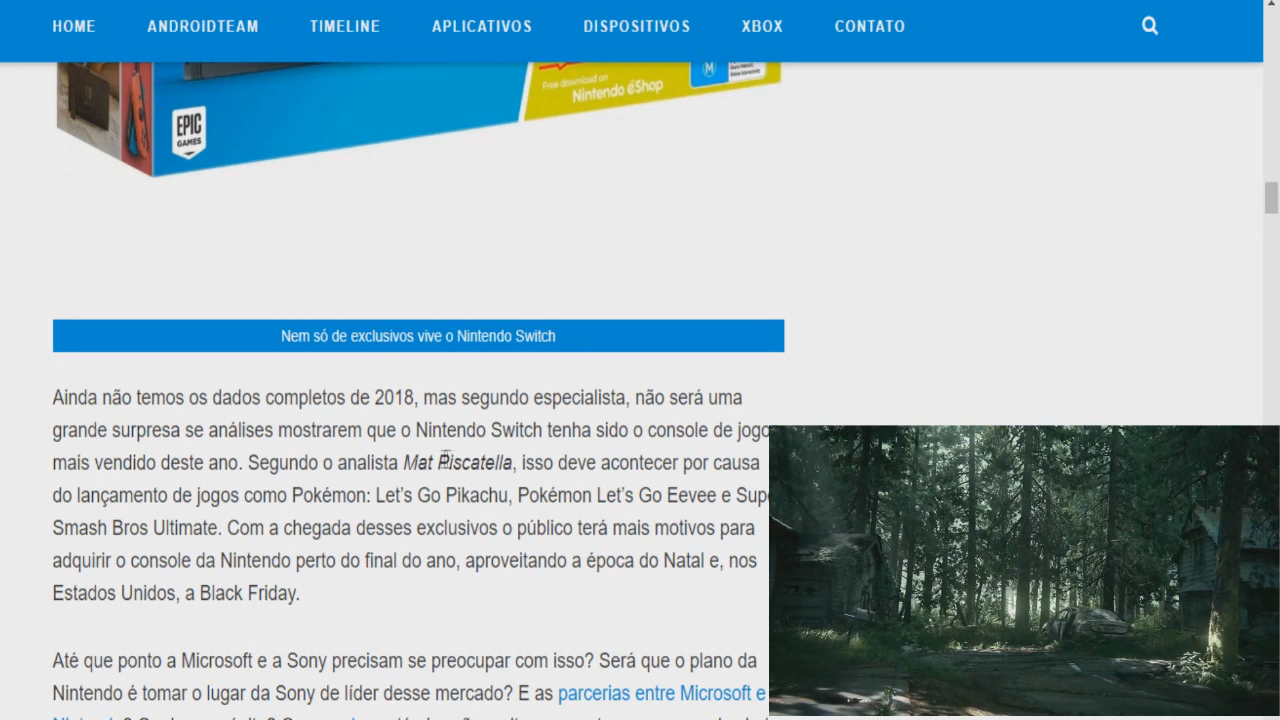 HOME ANDROIDTEAM TIMELINE APLICATIVOS DISPOSITIVOS XBOX CONTATO
Free download on
Nintendo eShop
M
EPIC
GAMES
Nem só de exclusivos vive o Nintendo Switch
Ainda não temos os dados completos de 2018, mas segundo especialista, não será uma
grande surpresa se análises mostrarem que o Nintendo Switch tenha sido o console de jogo
mais vendido deste ano. Segundo o analista Mat Piscatella, isso deve acontecer por causa
do lançamento de jogos como Pokémon: Let’s Go Pikachu, Pokémon Let’s Go Eevee e Sup
Smash Bros Ultimate. Com a chegada desses exclusivos o público terá mais motivos para
adquirir o console da Nintendo perto do final do ano, aproveitando a época do Natal e, nos
Estados Unidos, a Black Friday.
Até que ponto a Microsoft e a Sony precisam se preocupar com isso? Será que o plano da
Nintendo é tomar o lugar da Sony de líder desse mercado? E as parcerias entre Microsoft e